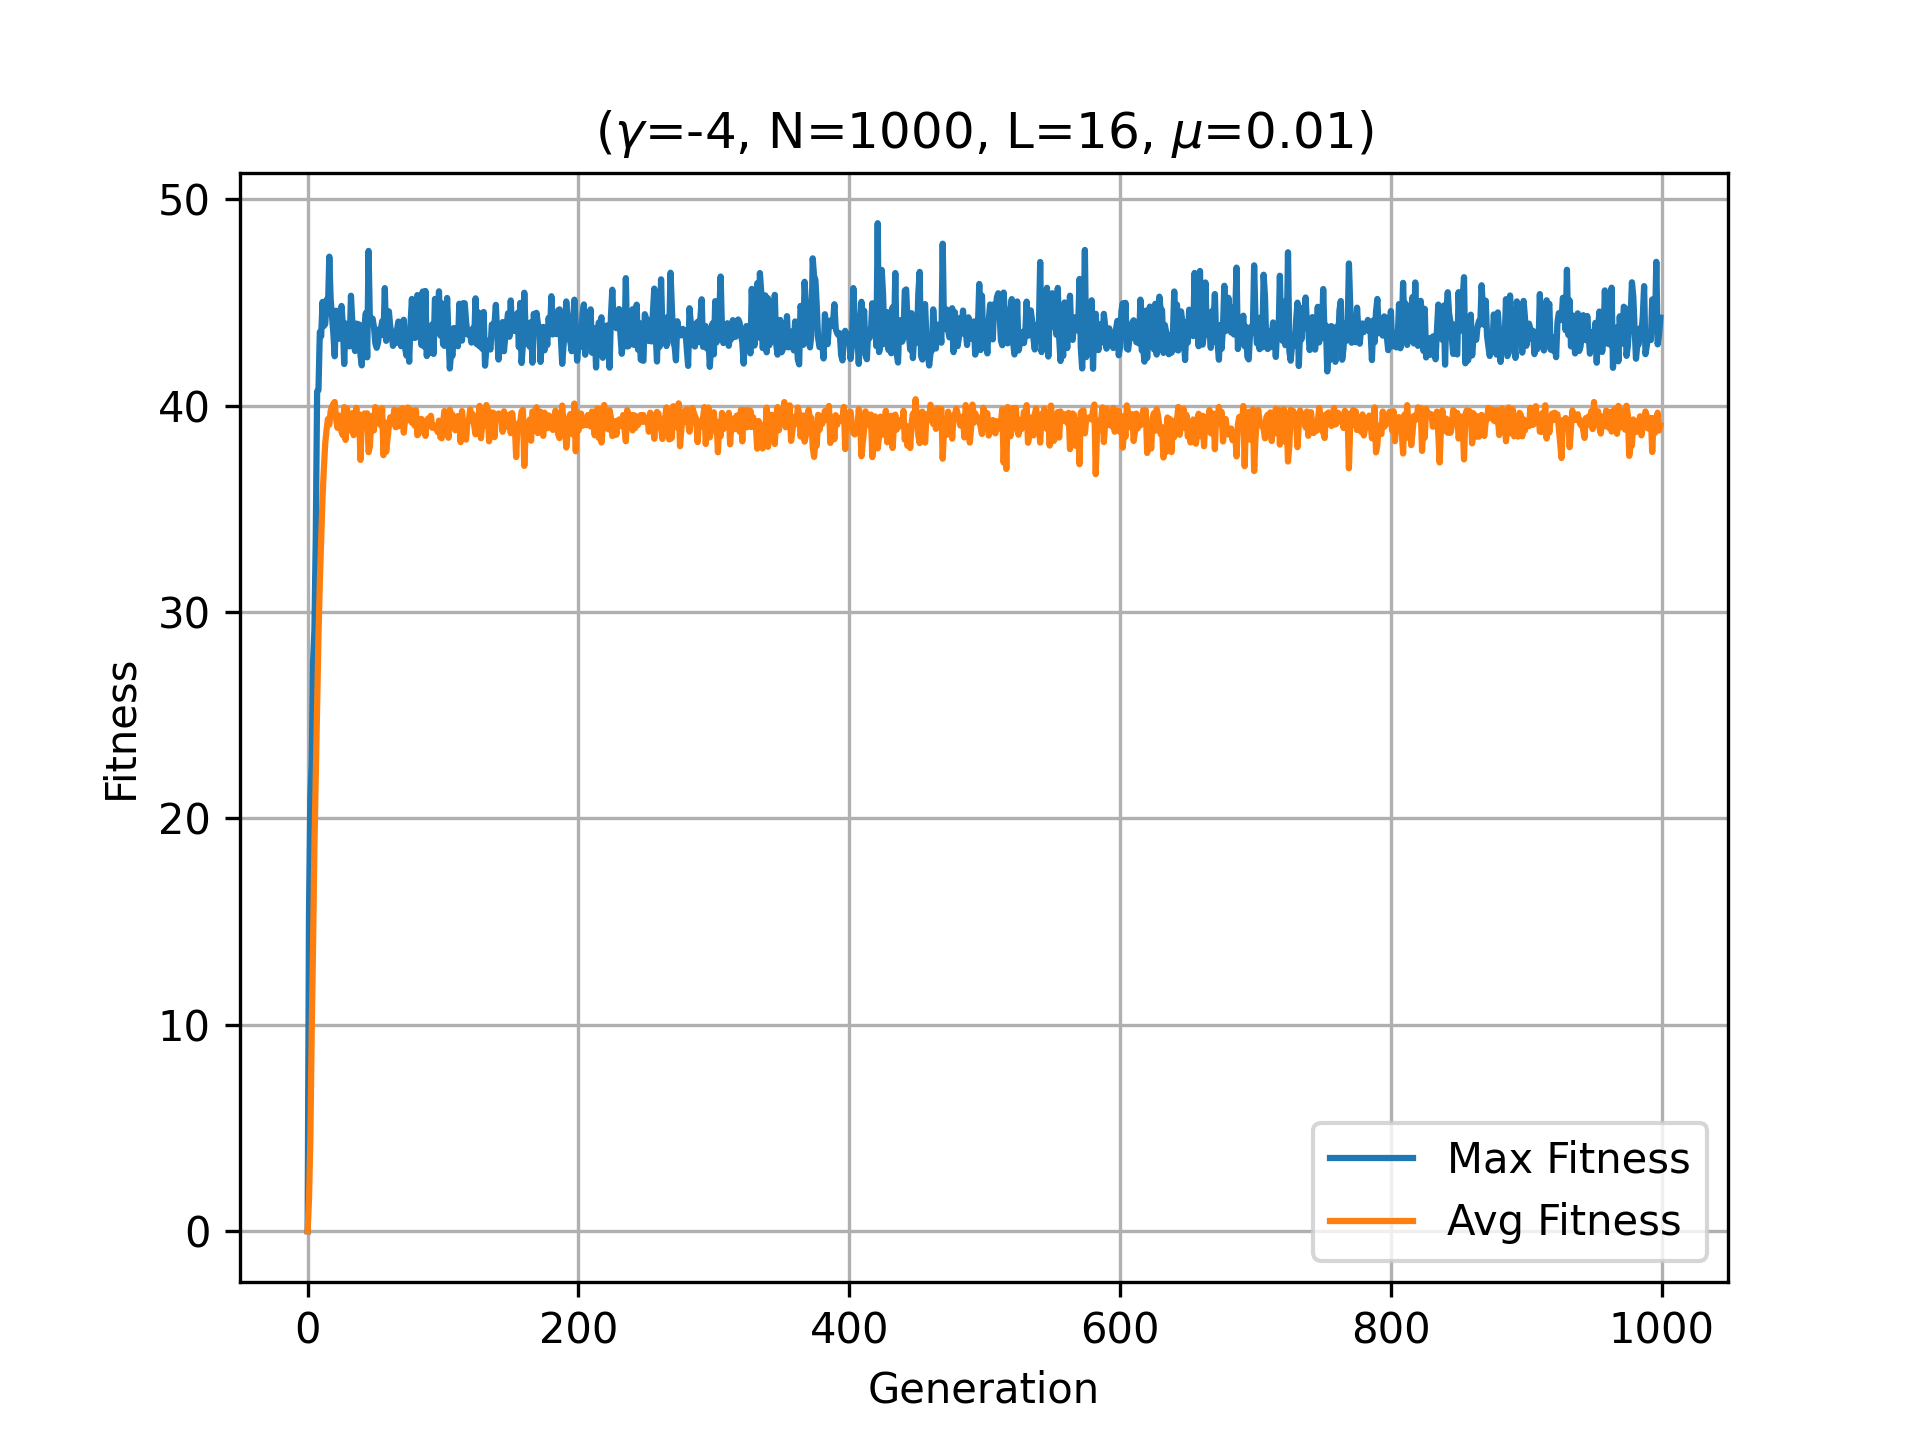 (γ=-4, N=1000, L=16, μ=0.01)
50
40
30
20
10
0
Fitness
0 200 400 600 800 1000
Generation
Max Fitness
Avg Fitness